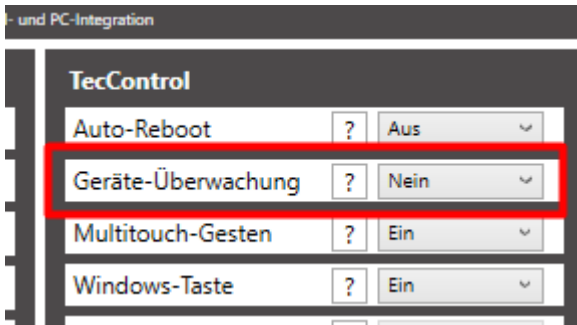 - und PC-Integration
TecControl
Auto-Reboot ? Aus
Geräte-Überwachung ? Nein
Multitouch-Gesten ? Ein
Windows-Taste ? Ein